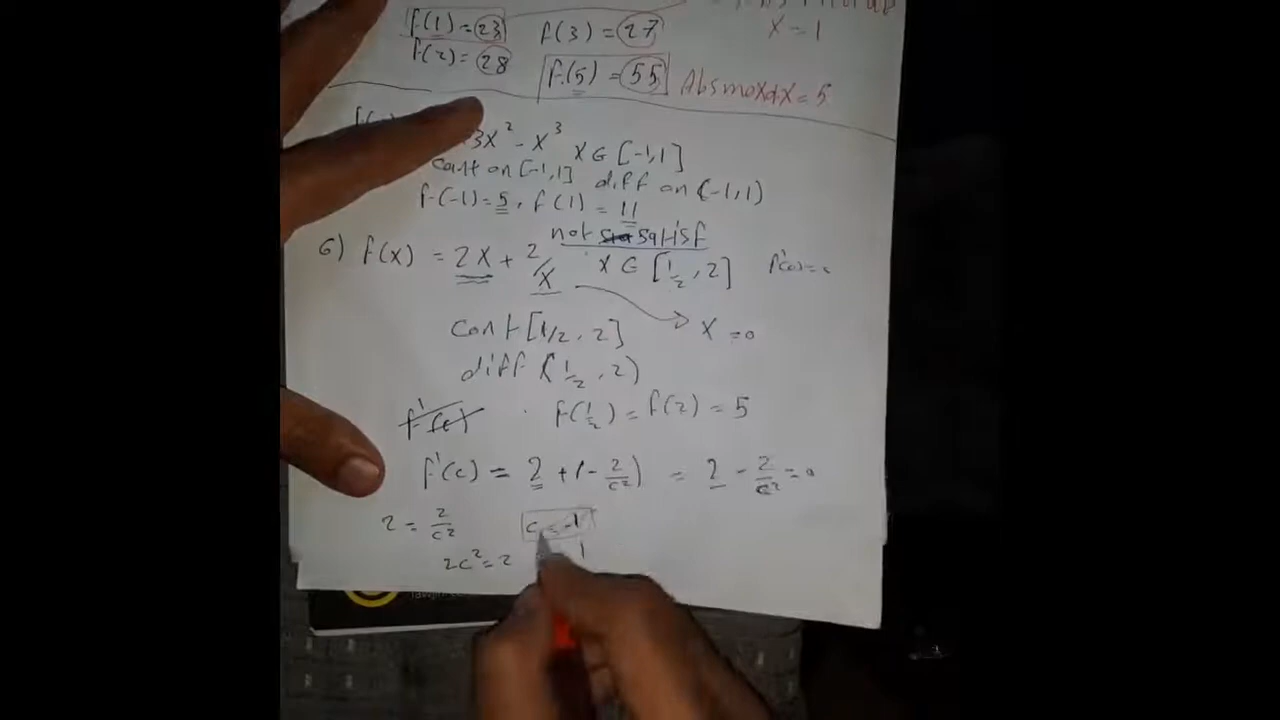 f(1) = 23 f(3) = 27 X = 1
f(2) = 28
f(5) = 55 Abs max at X = 5
3X² - X³ X ∈ [-1,1]
cont on [-1,1] diff on (-1,1)
f(-1) = 5, f(1) = 11
not satisf
6) f(x) = 2X + 2/X X ∈ [1/2, 2] f'(c) = 0
cont [1/2, 2] X = 0
diff (1/2, 2)
f(1/2) = f(2) = 5
f'(c) = 2 + (- 2/c²) = 2 - 2/c² = 0
2 = 2/c² c = -1
2c² = 2 1